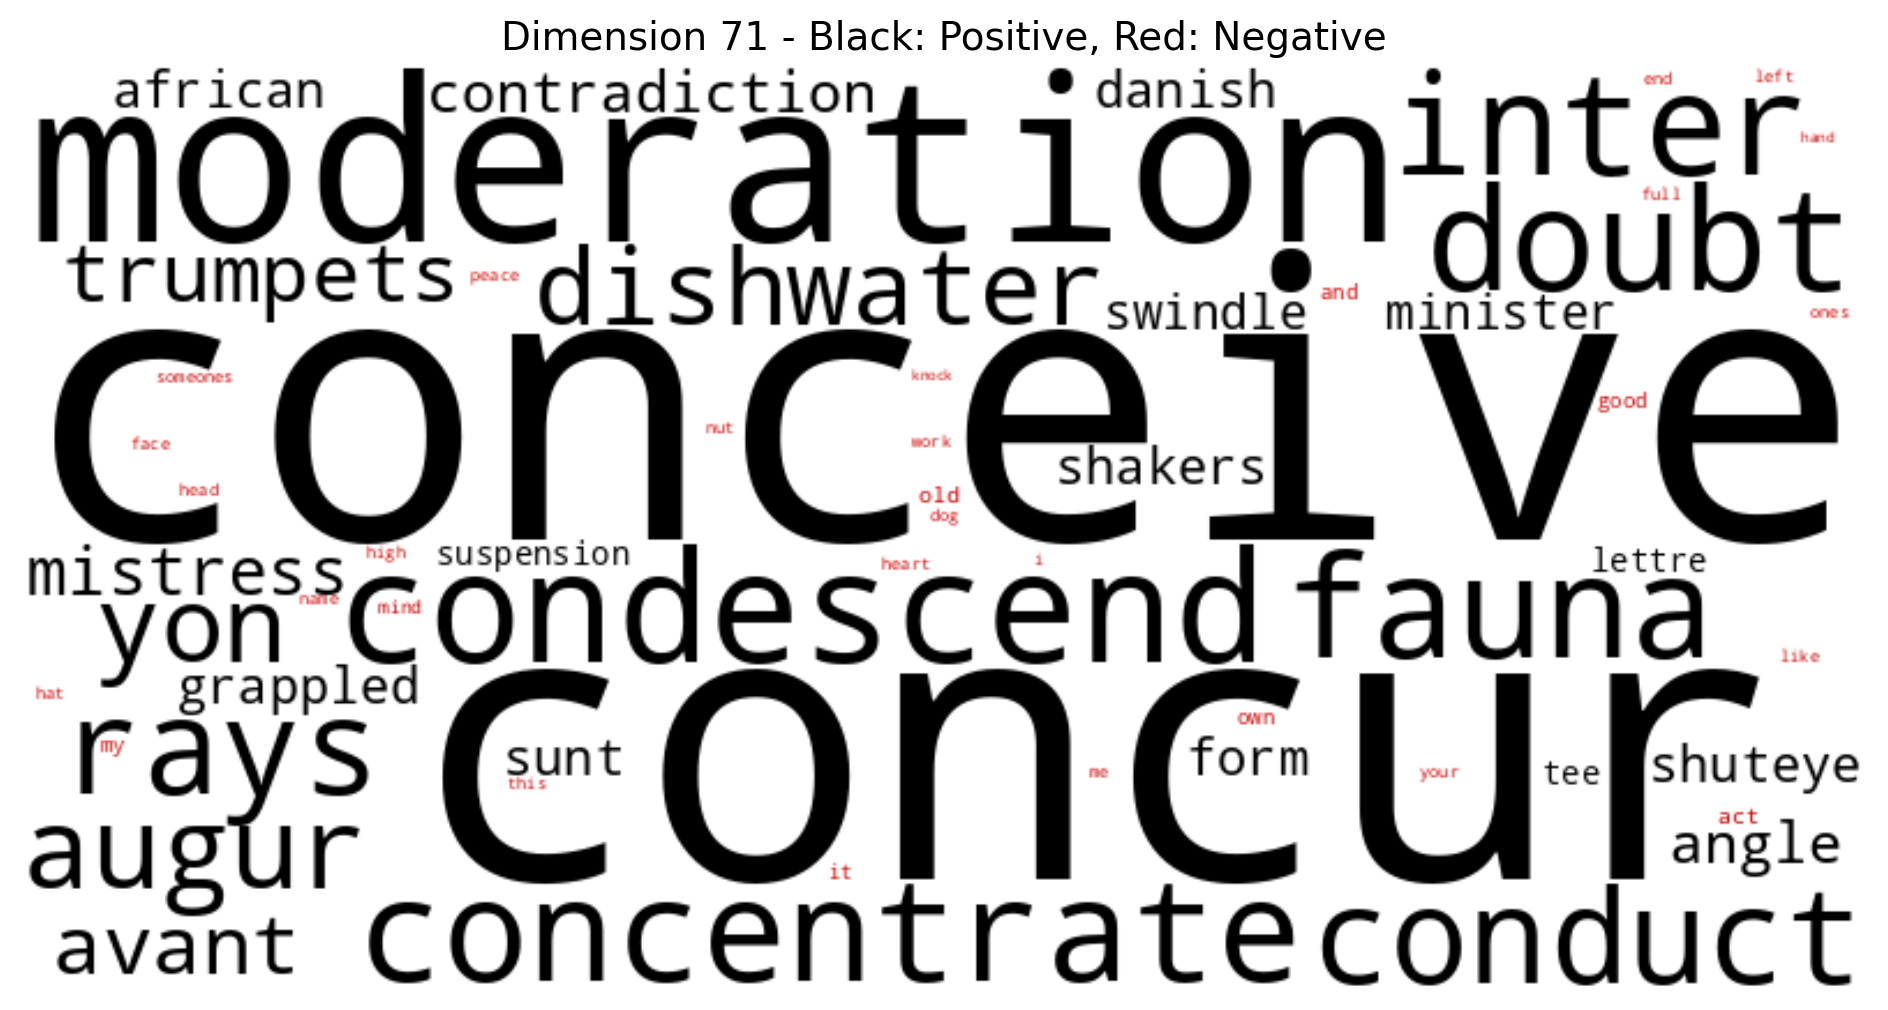 Dimension 71 - Black: Positive, Red: Negative
african contradiction danish end left
moderation inter hand
full
trumpets peace dishwater doubt
swindle and minister ones
conceive
someones knock
good
face nut work
shakers
head old
dog
mistress high suspension heart i lettre
yon name mind condescend fauna
like
hat grappled
rays my concur own
sunt this me form your tee shuteye
act
augur it angle
avant concentrate conduct